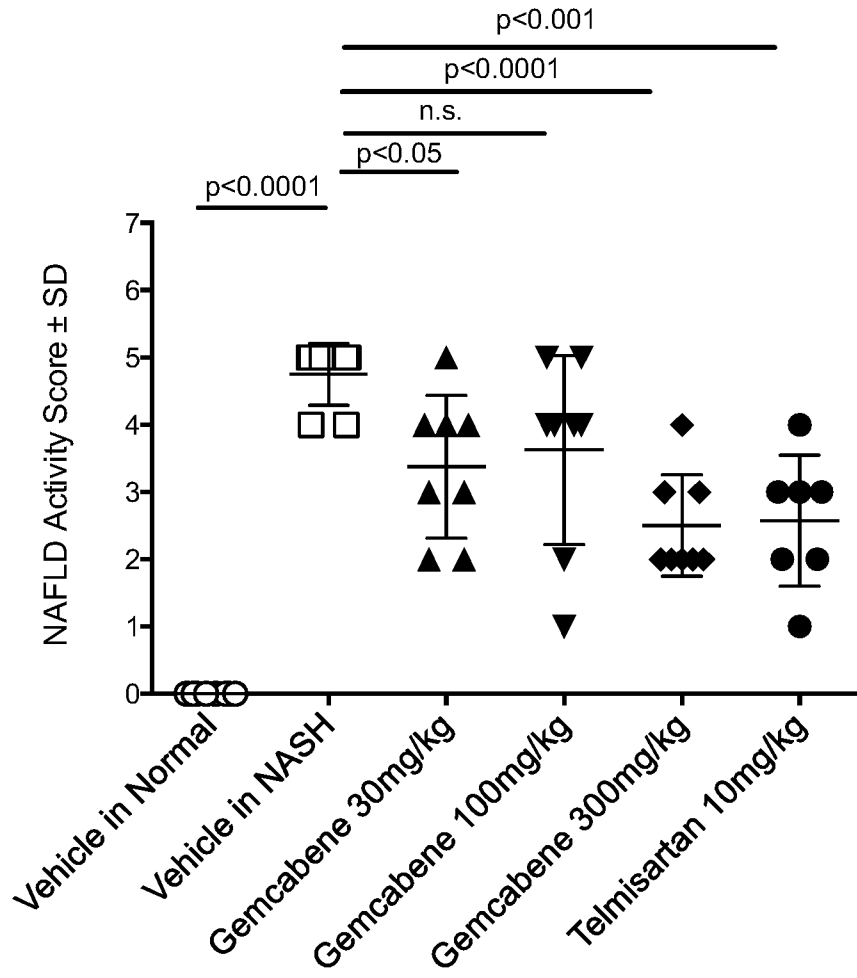 p<0.001
p<0.0001
n.s.
p<0.05
p<0.0001
NAFLD Activity Score ± SD
7
6
5
4
3
2
1
0
Vehicle in Normal
Vehicle in NASH
Gemcabene 30mg/kg
Gemcabene 100mg/kg
Gemcabene 300mg/kg
Telmisartan 10mg/kg